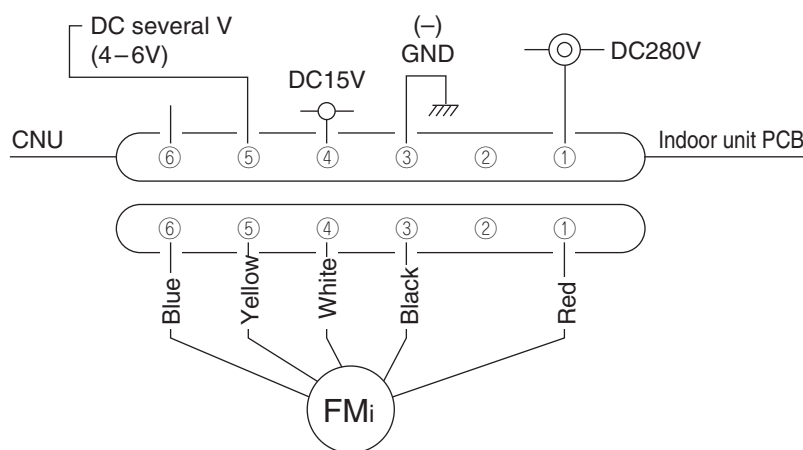 DC several V
(4–6V)
(–)
GND
DC15V
DC280V
CNU
⑥ ⑤ ④ ③ ② ①
Indoor unit PCB
⑥ ⑤ ④ ③ ② ①
Blue
Yellow
White
Black
Red
FMi